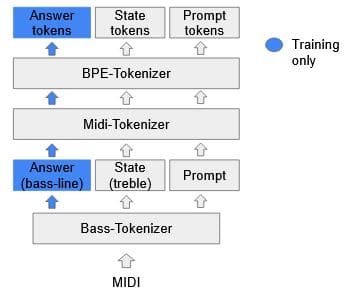 Answer tokens
State tokens
Prompt tokens
Training only
BPE-Tokenizer
Midi-Tokenizer
Answer (bass-line)
State (treble)
Prompt
Bass-Tokenizer
MIDI